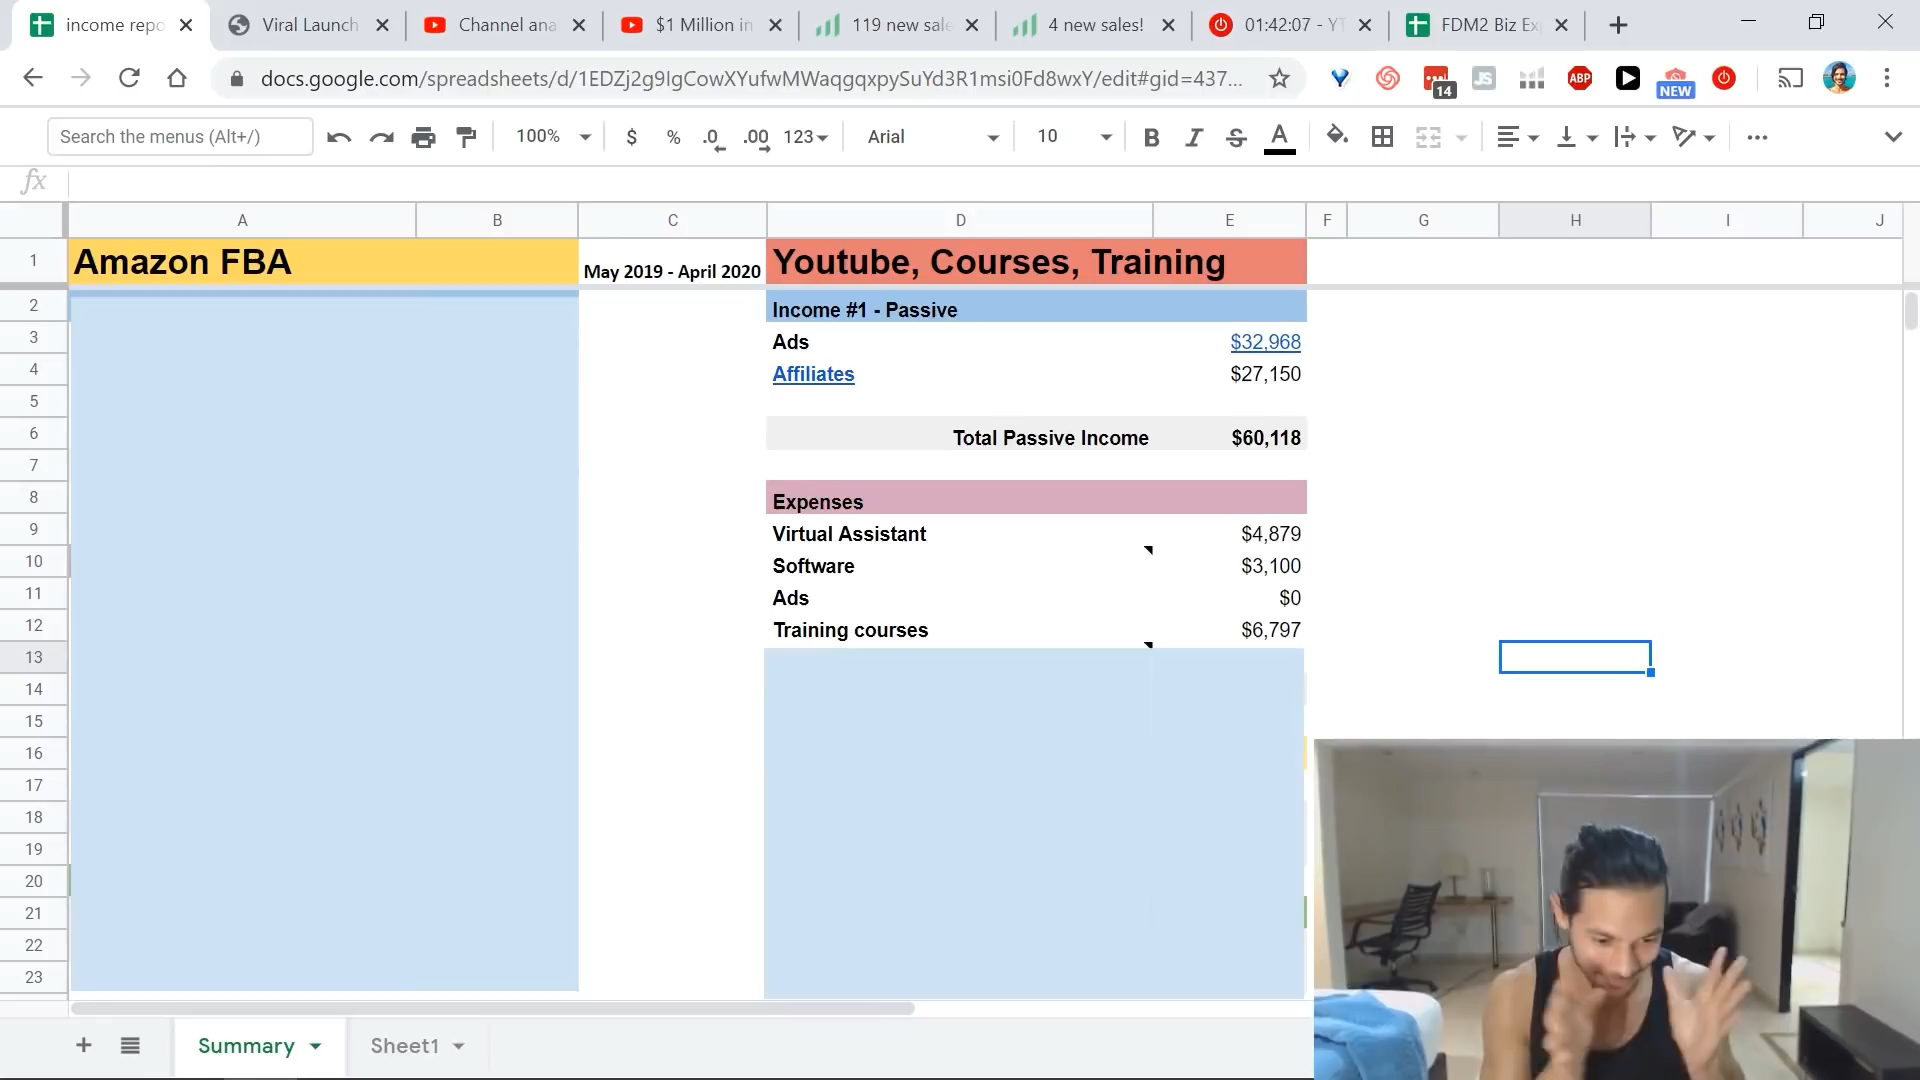 income repo
Viral Launch
Channel ana
$1 Million in
119 new sale
4 new sales!
01:42:07 - YT
FDM2 Biz Ex
docs.google.com/spreadsheets/d/1EDZj2g9IgCowXYufwMWaqgqxpySuYd3R1msi0Fd8wxY/edit#gid=437...
14
JS
ABP
NEW
Search the menus (Alt+/)
100%
$
%
.0
.00
123
Arial
10
B
I
S
A
fx
A B C D E F G H I J
1 Amazon FBA May 2019 - April 2020 Youtube, Courses, Training
2 Income #1 - Passive
3 Ads $32,968
4 Affiliates $27,150
5
6 Total Passive Income $60,118
7
8 Expenses
9 Virtual Assistant $4,879
10 Software $3,100
11 Ads $0
12 Training courses $6,797
13
14
15
16
17
18
19
20
21
22
23
Summary
Sheet1